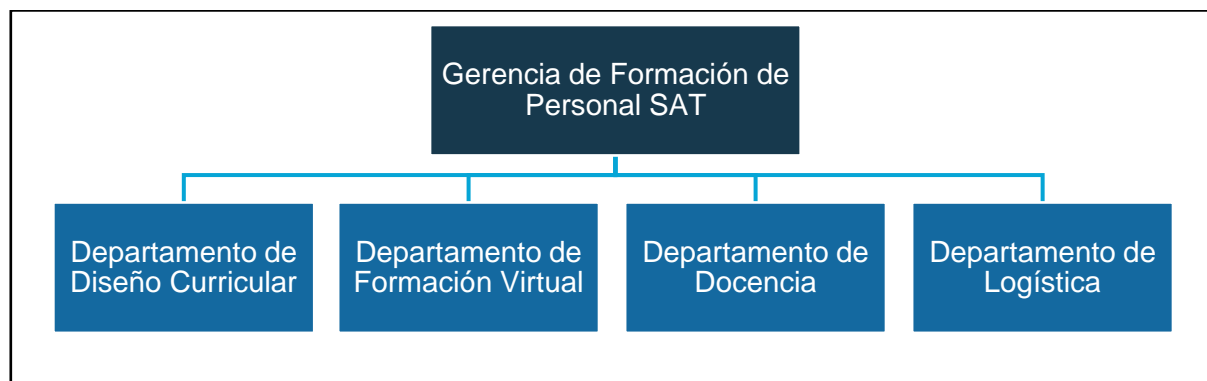 Gerencia de Formación de
Personal SAT
Departamento de
Diseño Curricular
Departamento de
Formación Virtual
Departamento de
Docencia
Departamento de
Logística